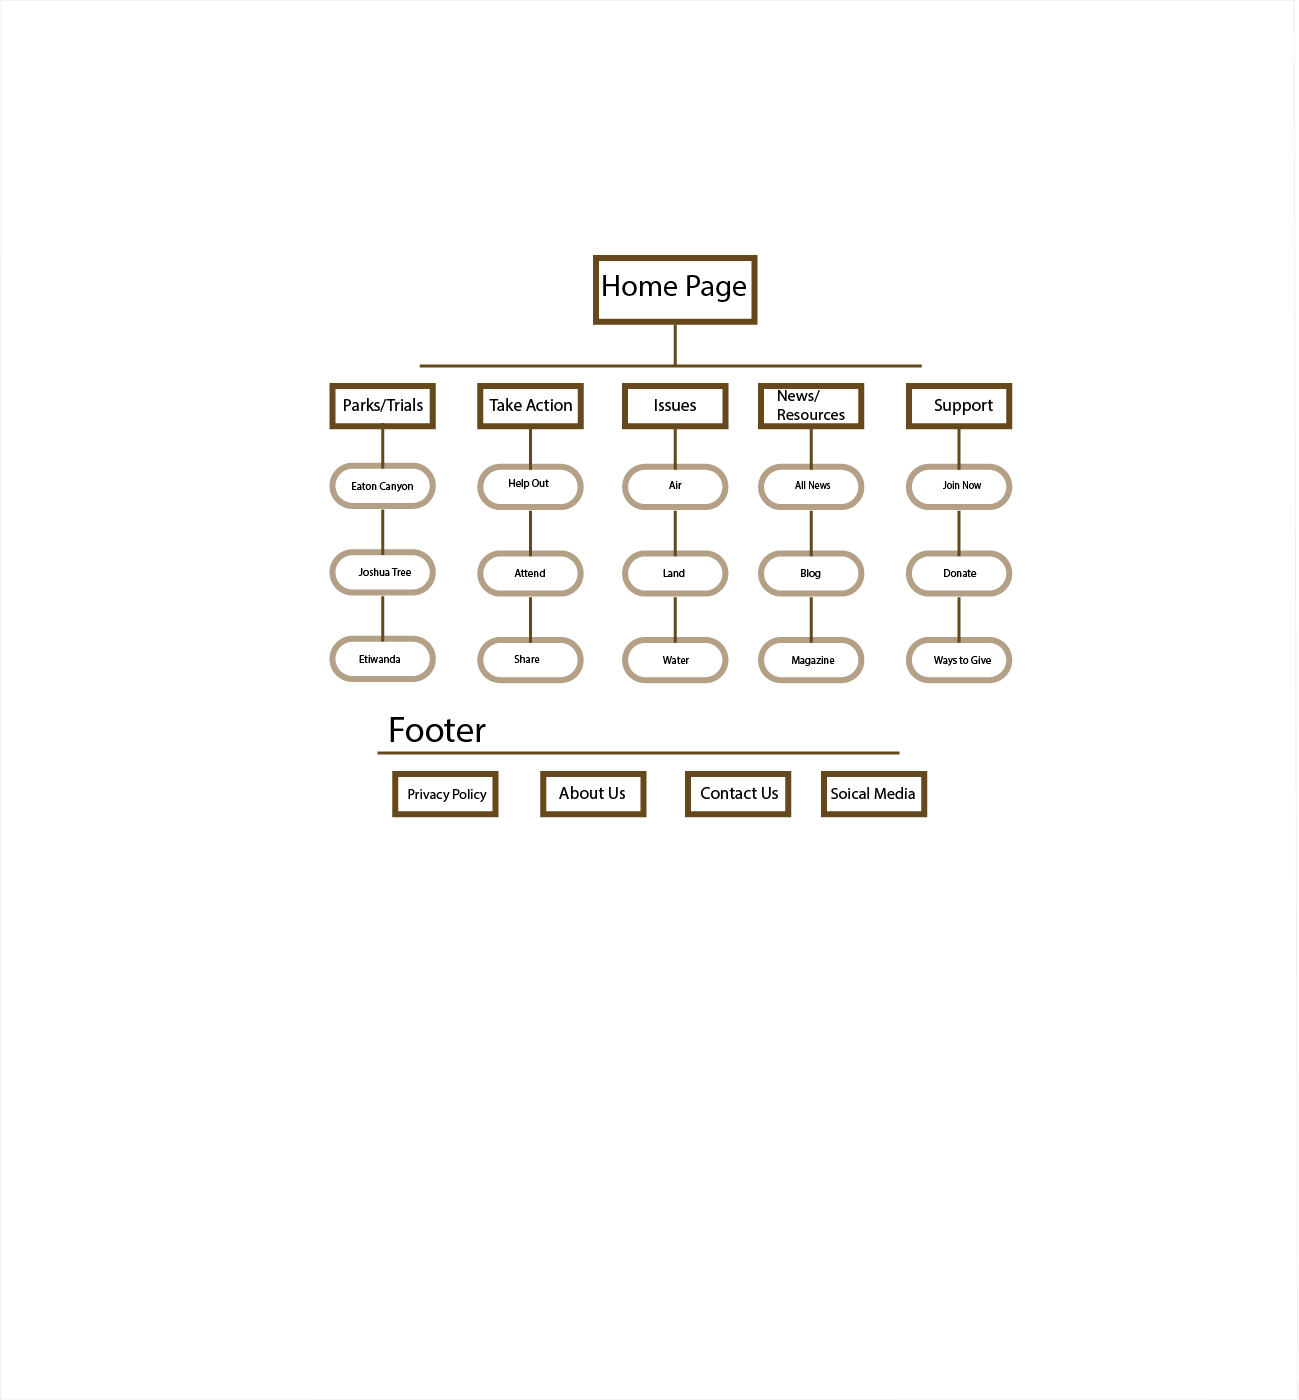 Home Page
Parks/Trials
Take Action
Issues
News/
Resources
Support
Eaton Canyon
Help Out
Air
All News
Join Now
Joshua Tree
Attend
Land
Blog
Donate
Etiwanda
Share
Water
Magazine
Ways to Give
Footer
Privacy Policy
About Us
Contact Us
Soical Media